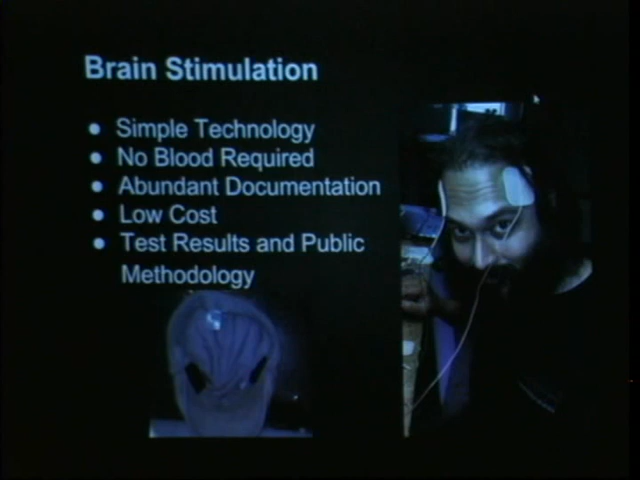 Brain Stimulation
● Simple Technology
● No Blood Required
● Abundant Documentation
● Low Cost
● Test Results and Public
Methodology